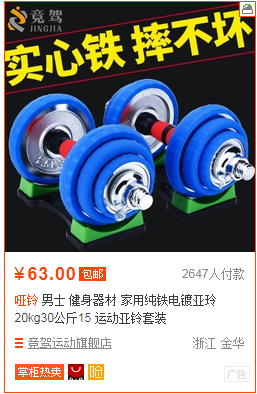 竞驾
JINGJIA
实心铁 摔不坏
¥63.00 包邮 2647人付款
哑铃 男士 健身器材 家用纯铁电镀亚玲
20kg30公斤15 运动亚铃套装
竞驾运动旗舰店 浙江 金华
掌柜热卖 险
广告